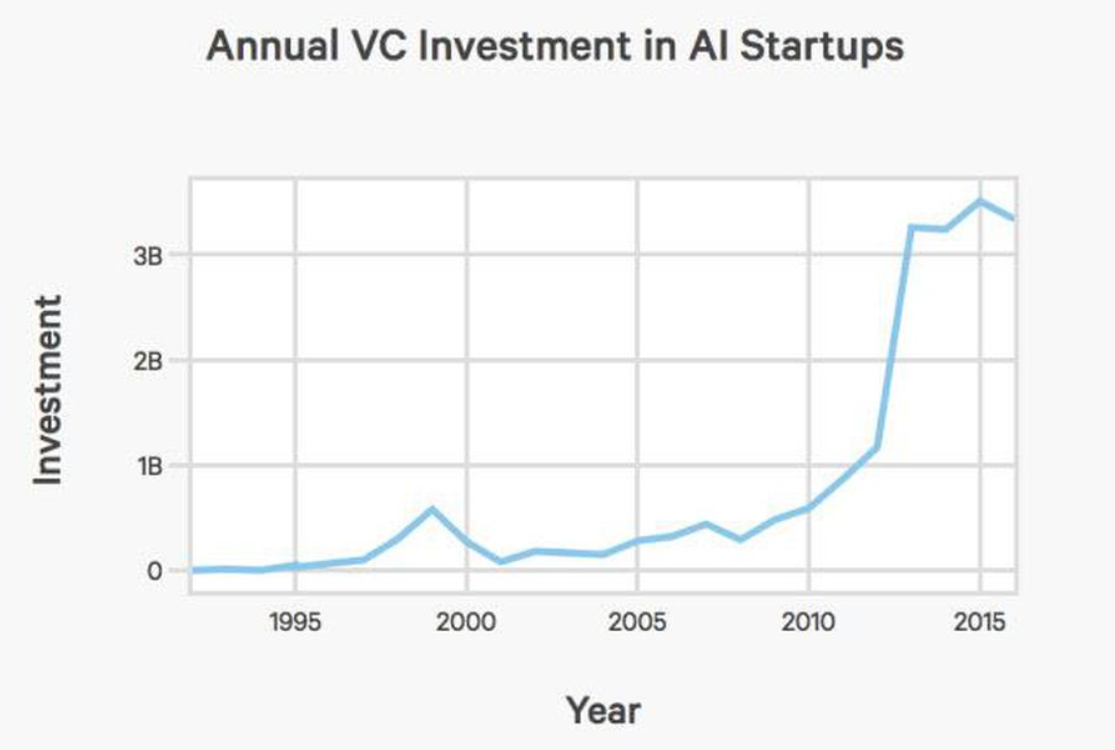 Annual VC Investment in AI Startups
Investment
3B
2B
1B
0
1995 2000 2005 2010 2015
Year